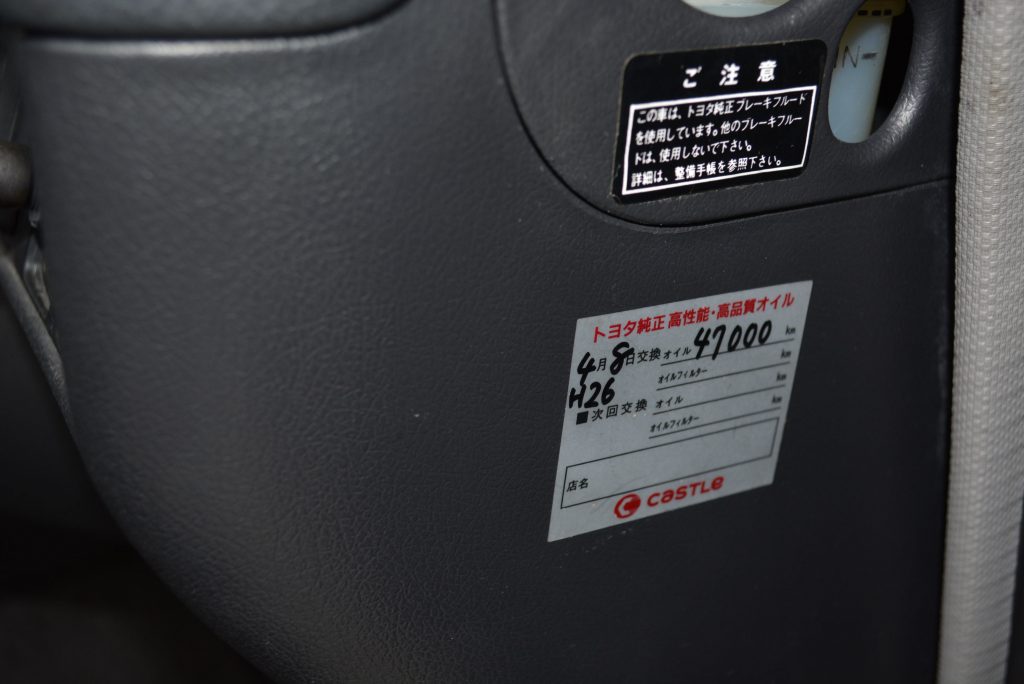 ご注意
この車は、トヨタ純正ブレーキフルード
を使用しています。他のブレーキフルー
ドは、使用しないで下さい。
詳細は、整備手帳を参照下さい。
IN-
トヨタ純正 高性能・高品質オイル
4月8日交換 オイル 47000 km
H26 オイルフィルター km
■次回交換 オイル km
オイルフィルター
店名
CASTLE